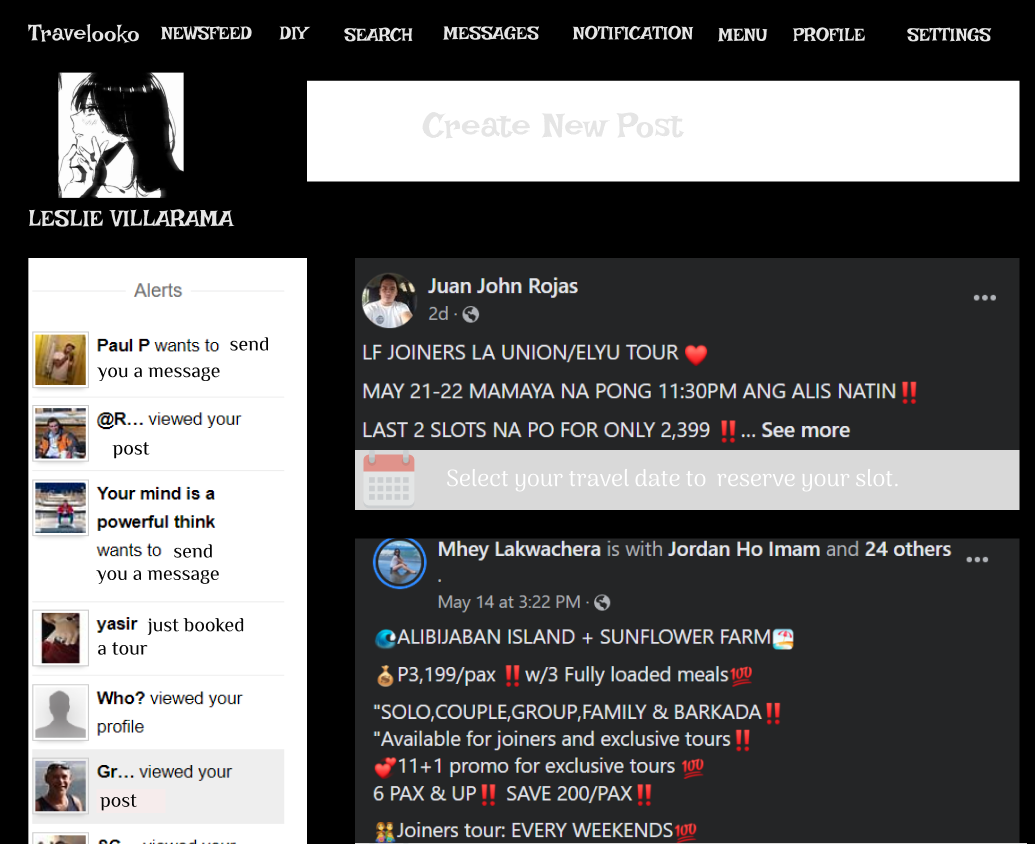 Travelooko NEWSFEED DIY SEARCH MESSAGES NOTIFICATION MENU PROFILE SETTINGS
Create New Post
LESLIE VILLARAMA
Alerts
Paul P wants to send
you a message
@R... viewed your
post
Your mind is a
powerful think
wants to send
you a message
yasir just booked
a tour
Who? viewed your
profile
Gr... viewed your
post
viewed your
Juan John Rojas
2d ·
LF JOINERS LA UNION/ELYU TOUR ❤️
MAY 21-22 MAMAYA NA PONG 11:30PM ANG ALIS NATIN‼️
LAST 2 SLOTS NA PO FOR ONLY 2,399 ‼️... See more
Select your travel date to reserve your slot.
Mhey Lakwachera is with Jordan Ho Imam and 24 others
.
May 14 at 3:22 PM ·
🌊ALIBIJABAN ISLAND + SUNFLOWER FARM🏖️
💰P3,199/pax ‼️w/3 Fully loaded meals💯
"SOLO,COUPLE,GROUP,FAMILY & BARKADA‼️
"Available for joiners and exclusive tours‼️
💕11+1 promo for exclusive tours 💯
6 PAX & UP‼️ SAVE 200/PAX‼️
👫Joiners tour: EVERY WEEKENDS💯